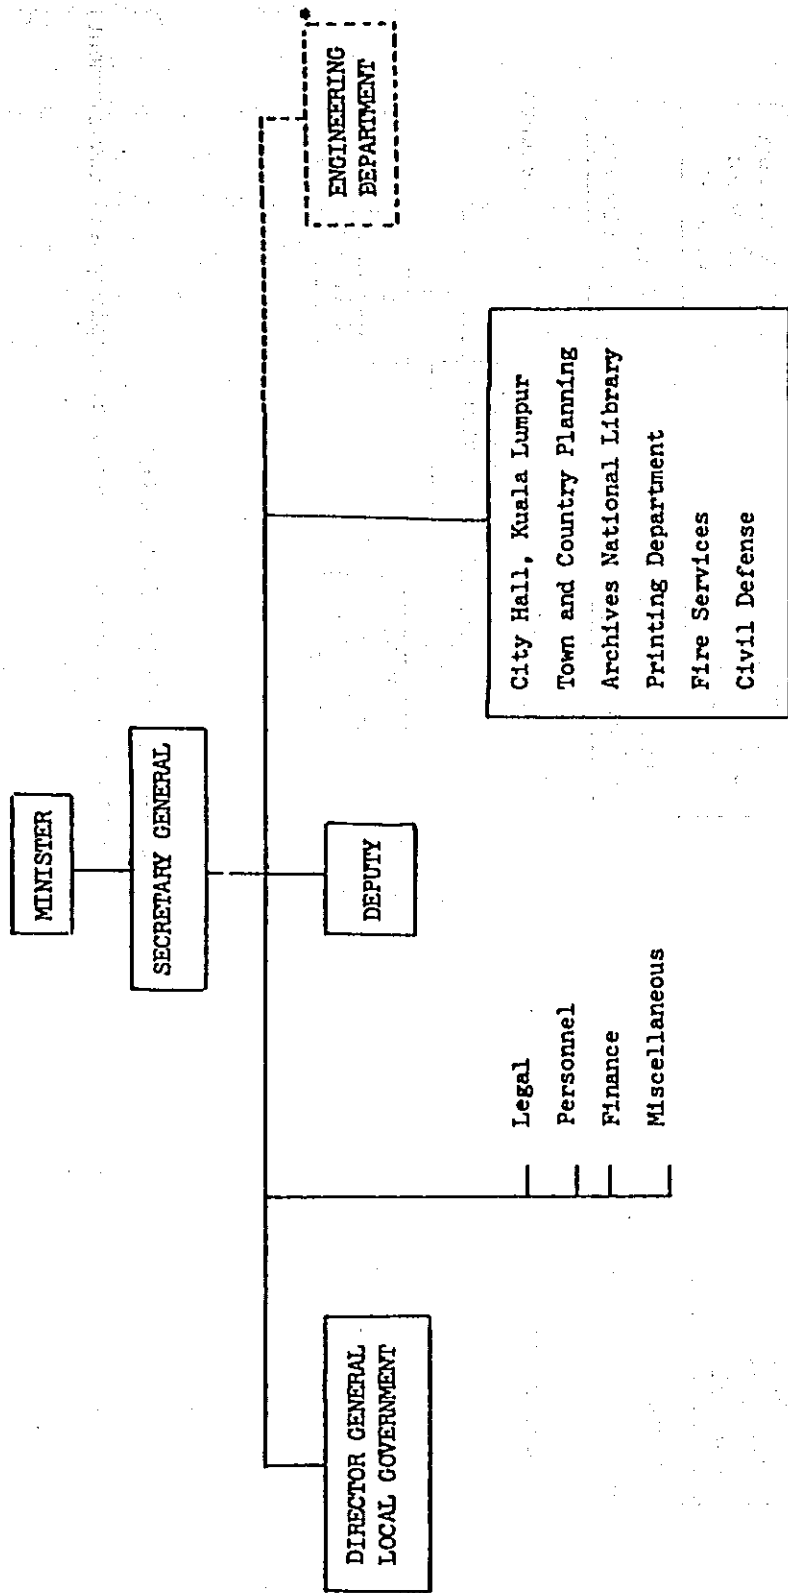 MINISTER
SECRETARY GENERAL
DEPUTY
DIRECTOR GENERAL
LOCAL GOVERNMENT
Legal
Personnel
Finance
Miscellaneous
City Hall, Kuala Lumpur
Town and Country Planning
Archives National Library
Printing Department
Fire Services
Civil Defense
ENGINEERING
DEPARTMENT
*